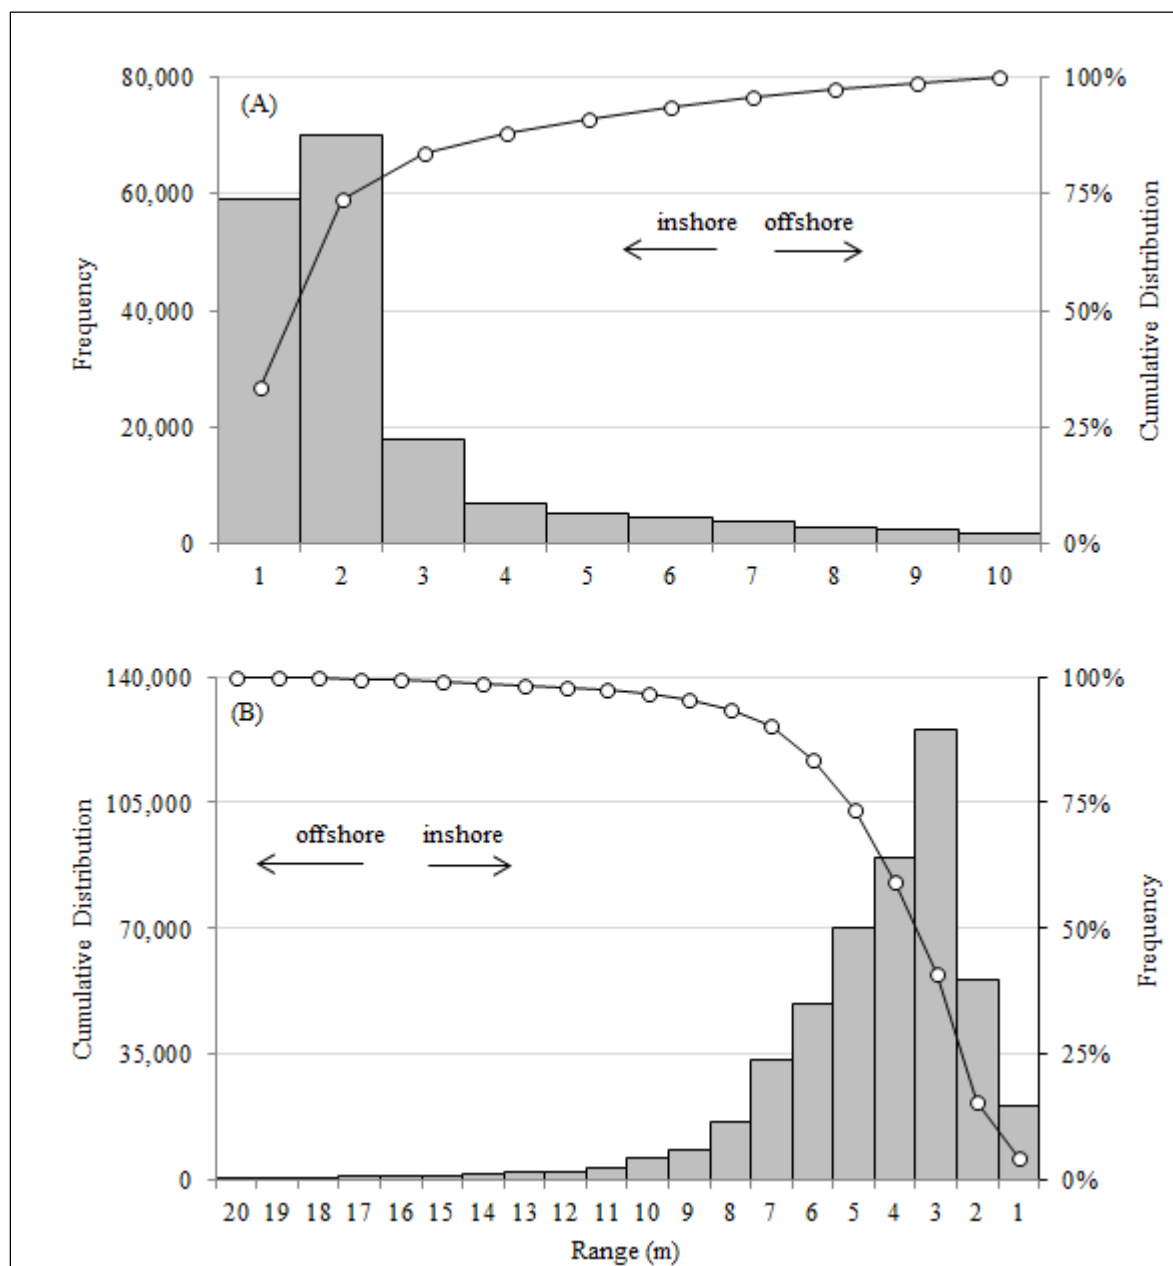 80,000 100%
(A)
60,000 75%
inshore offshore
40,000 50%
20,000 25%
0 0%
Frequency
Cumulative Distribution
1 2 3 4 5 6 7 8 9 10
140,000 100%
(B)
105,000 75%
offshore inshore
70,000 50%
35,000 25%
0 0%
Cumulative Distribution
Frequency
20 19 18 17 16 15 14 13 12 11 10 9 8 7 6 5 4 3 2 1
Range (m)